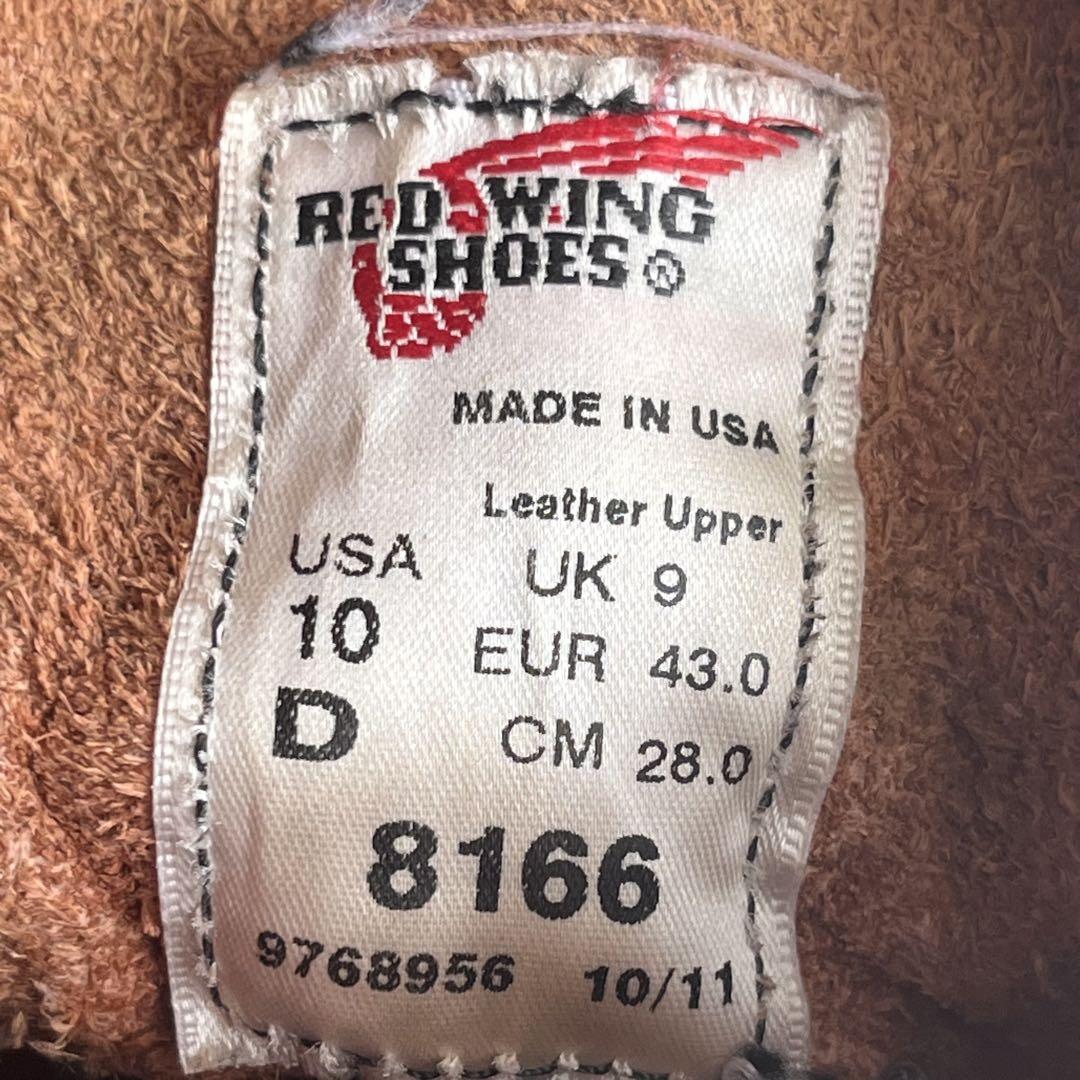 RED WING
SHOES ®
MADE IN USA
Leather Upper
USA UK 9
10 EUR 43.0
D CM 28.0
8166
9768956 10/11